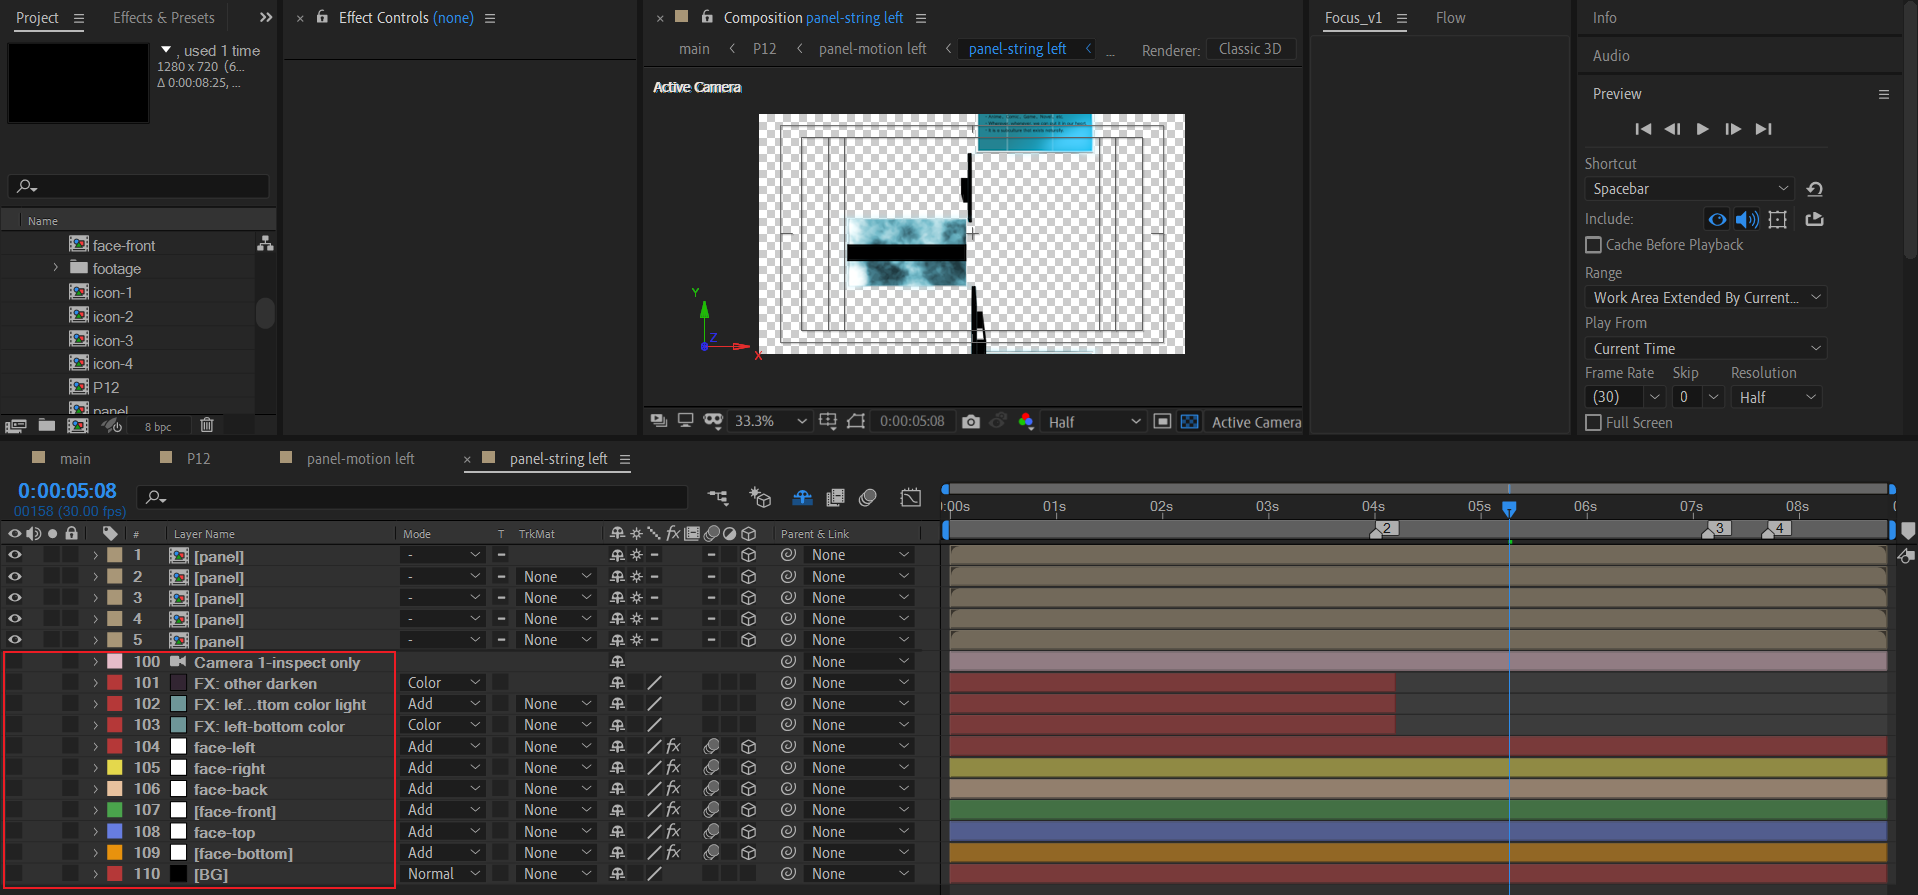 Project
Effects & Presets
Effect Controls (none)
Composition panel-string left
Focus_v1
Flow
Info
, used 1 time
1280 x 720 (6...
Δ 0:00:08:25, ...
main
P12
panel-motion left
panel-string left
...
Renderer:
Classic 3D
Audio
Active Camera
Preview
Name
face-front
footage
icon-1
icon-2
icon-3
icon-4
P12
panel
8 bpc
Y
Z
X
33.3%
0:00:05:08
Half
Active Camera
Shortcut
Spacebar
Include:
Cache Before Playback
Range
Work Area Extended By Current...
Play From
Current Time
Frame Rate
Skip
Resolution
(30)
0
Half
Full Screen
main
P12
panel-motion left
panel-string left
0:00:05:08
00158 (30.00 fps)
:00s 01s 02s 03s 04s 05s 06s 07s 08s
2 3 4
# Layer Name Mode T TrkMat fx Parent & Link
1 [panel] - None
2 [panel] - None None
3 [panel] - None None
4 [panel] - None None
5 [panel] - None None
100 Camera 1-inspect only None
101 FX: other darken Color None
102 FX: lef...ttom color light Add None None
103 FX: left-bottom color Color None None
104 face-left Add None fx None
105 face-right Add None fx None
106 face-back Add None fx None
107 [face-front] Add None fx None
108 face-top Add None fx None
109 [face-bottom] Add None fx None
110 [BG] Normal None None